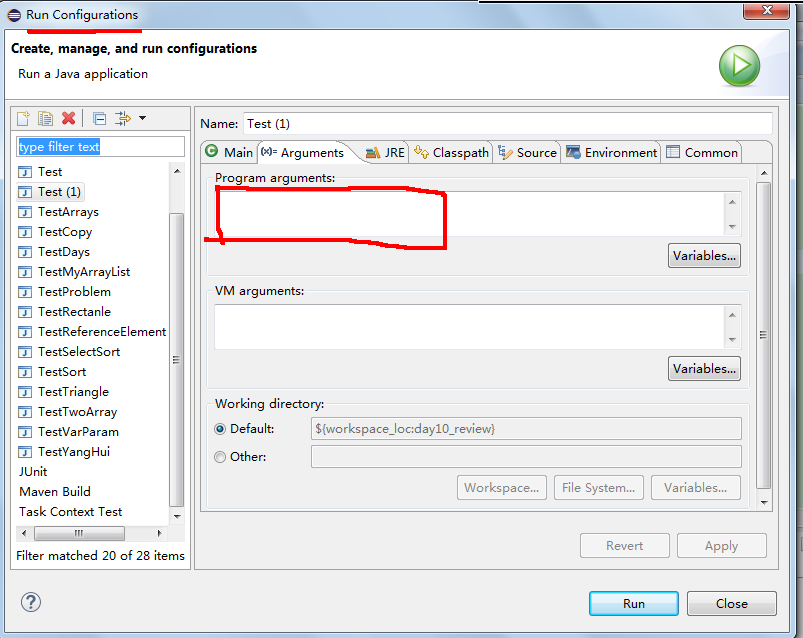 Run Configurations
Create, manage, and run configurations
Run a Java application
type filter text
Test
Test (1)
TestArrays
TestCopy
TestDays
TestMyArrayList
TestProblem
TestRectanle
TestReferenceElement
TestSelectSort
TestSort
TestTriangle
TestTwoArray
TestVarParam
TestYangHui
JUnit
Maven Build
Task Context Test
Filter matched 20 of 28 items
Name: Test (1)
Main (x)= Arguments JRE Classpath Source Environment Common
Program arguments:
Variables...
VM arguments:
Variables...
Working directory:
Default: ${workspace_loc:day10_review}
Other:
Workspace... File System... Variables...
Revert Apply
Run Close